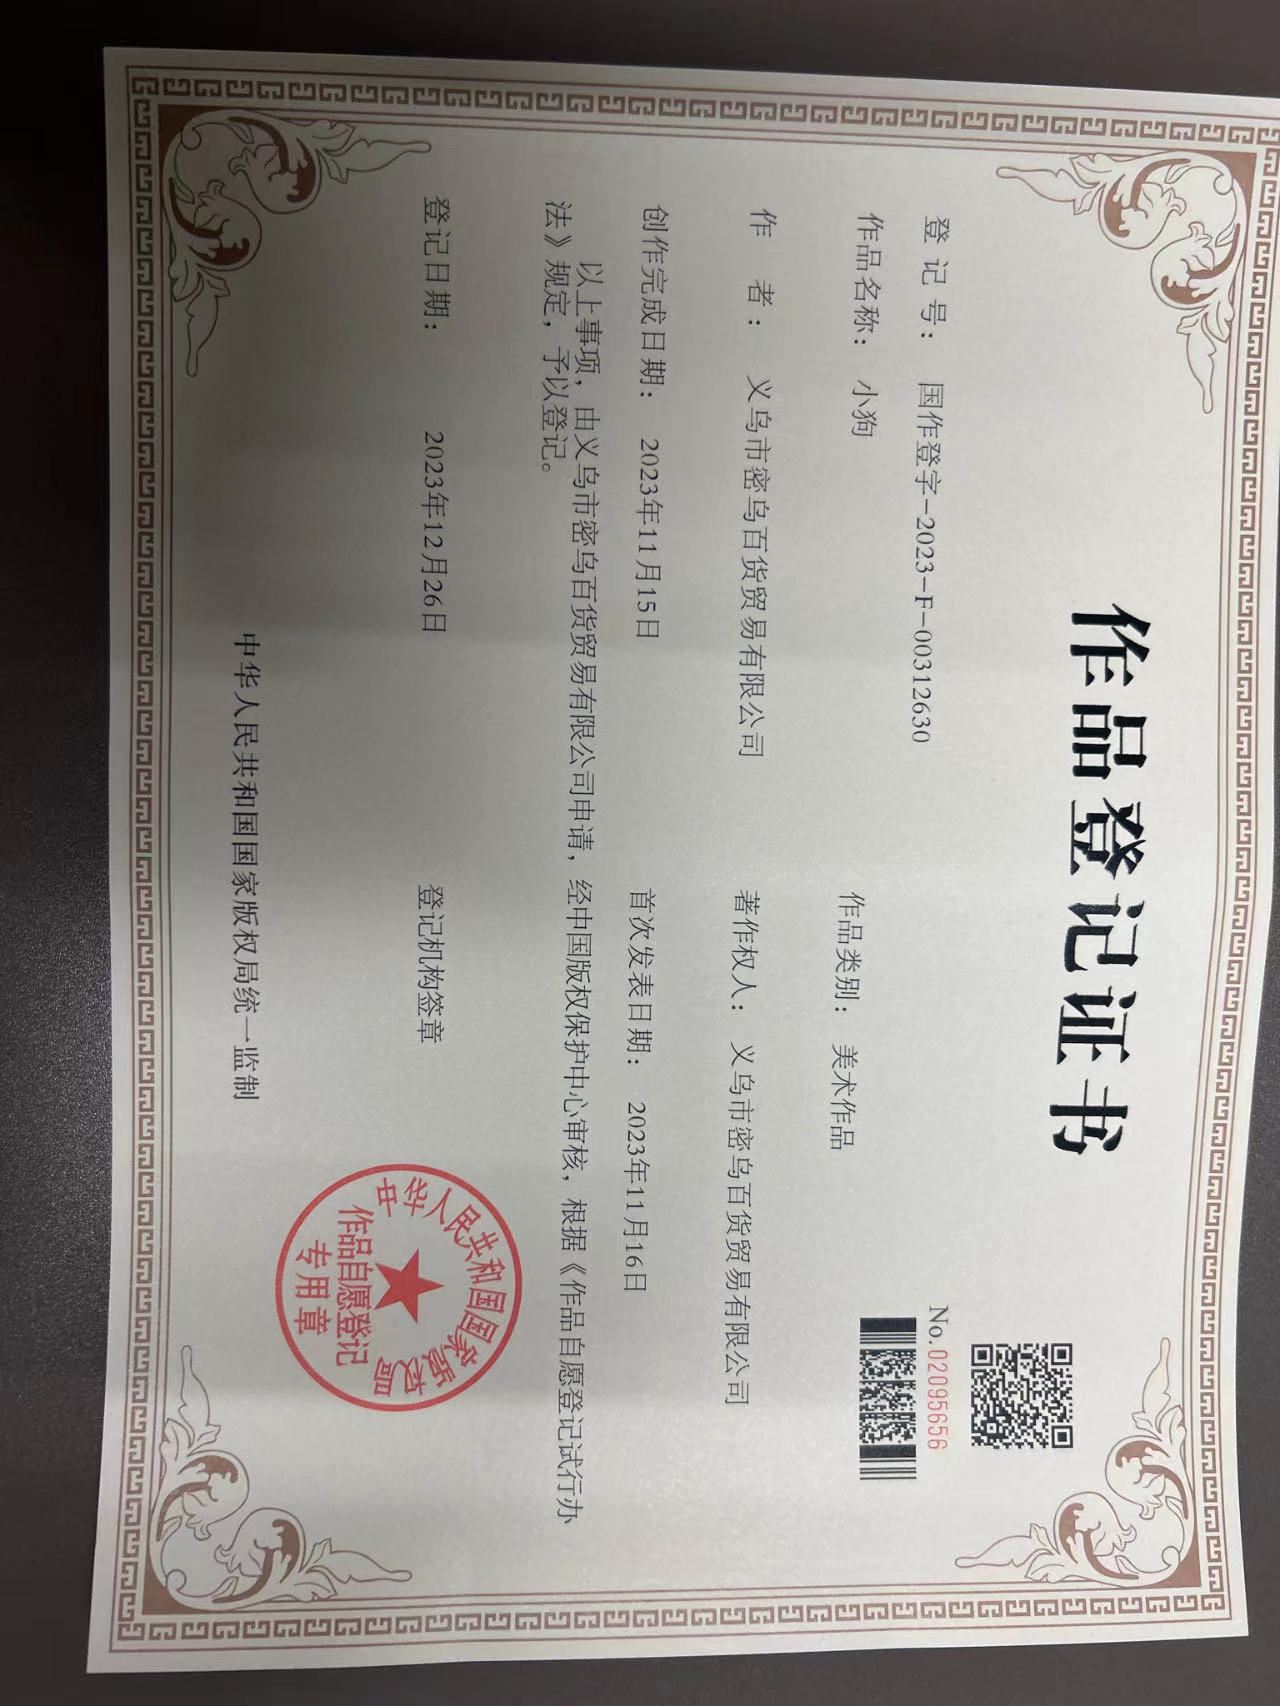 作品登记证书
No.02095656
登 记 号： 国作登字-2023-F-00312630
作品名称： 小狗
作品类别： 美术作品
作 者： 义乌市密乌百货贸易有限公司
著作权人： 义乌市密乌百货贸易有限公司
创作完成日期： 2023年11月15日
首次发表日期： 2023年11月16日
以上事项，由义乌市密乌百货贸易有限公司申请，经中国版权保护中心审核，根据《作品自愿登记试行办
法》规定，予以登记。
登记日期： 2023年12月26日
登记机构签章
中华人民共和国国家版权局
作品自愿登记
专用章
中华人民共和国国家版权局统一监制